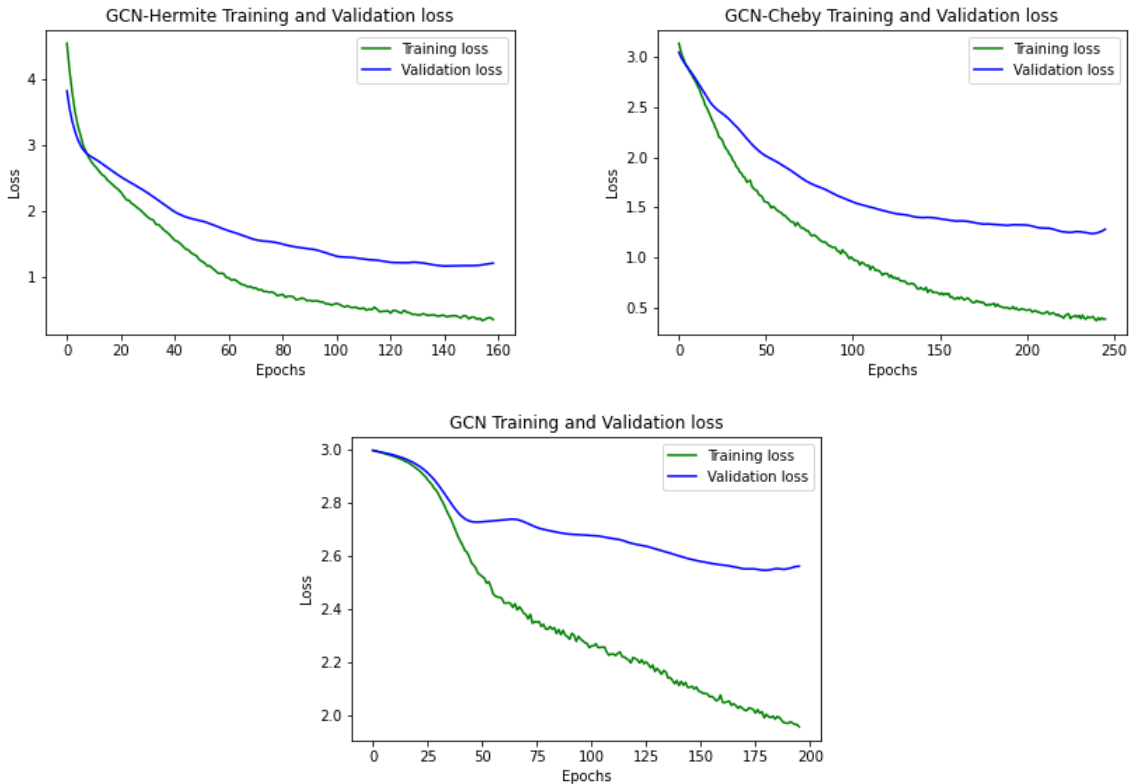 GCN-Hermite Training and Validation loss
Training loss
Validation loss
4
3
2
1
Loss
0 20 40 60 80 100 120 140 160
Epochs
GCN-Cheby Training and Validation loss
Training loss
Validation loss
3.0
2.5
2.0
1.5
1.0
0.5
Loss
0 50 100 150 200 250
Epochs
GCN Training and Validation loss
Training loss
Validation loss
3.0
2.8
2.6
2.4
2.2
2.0
Loss
0 25 50 75 100 125 150 175 200
Epochs